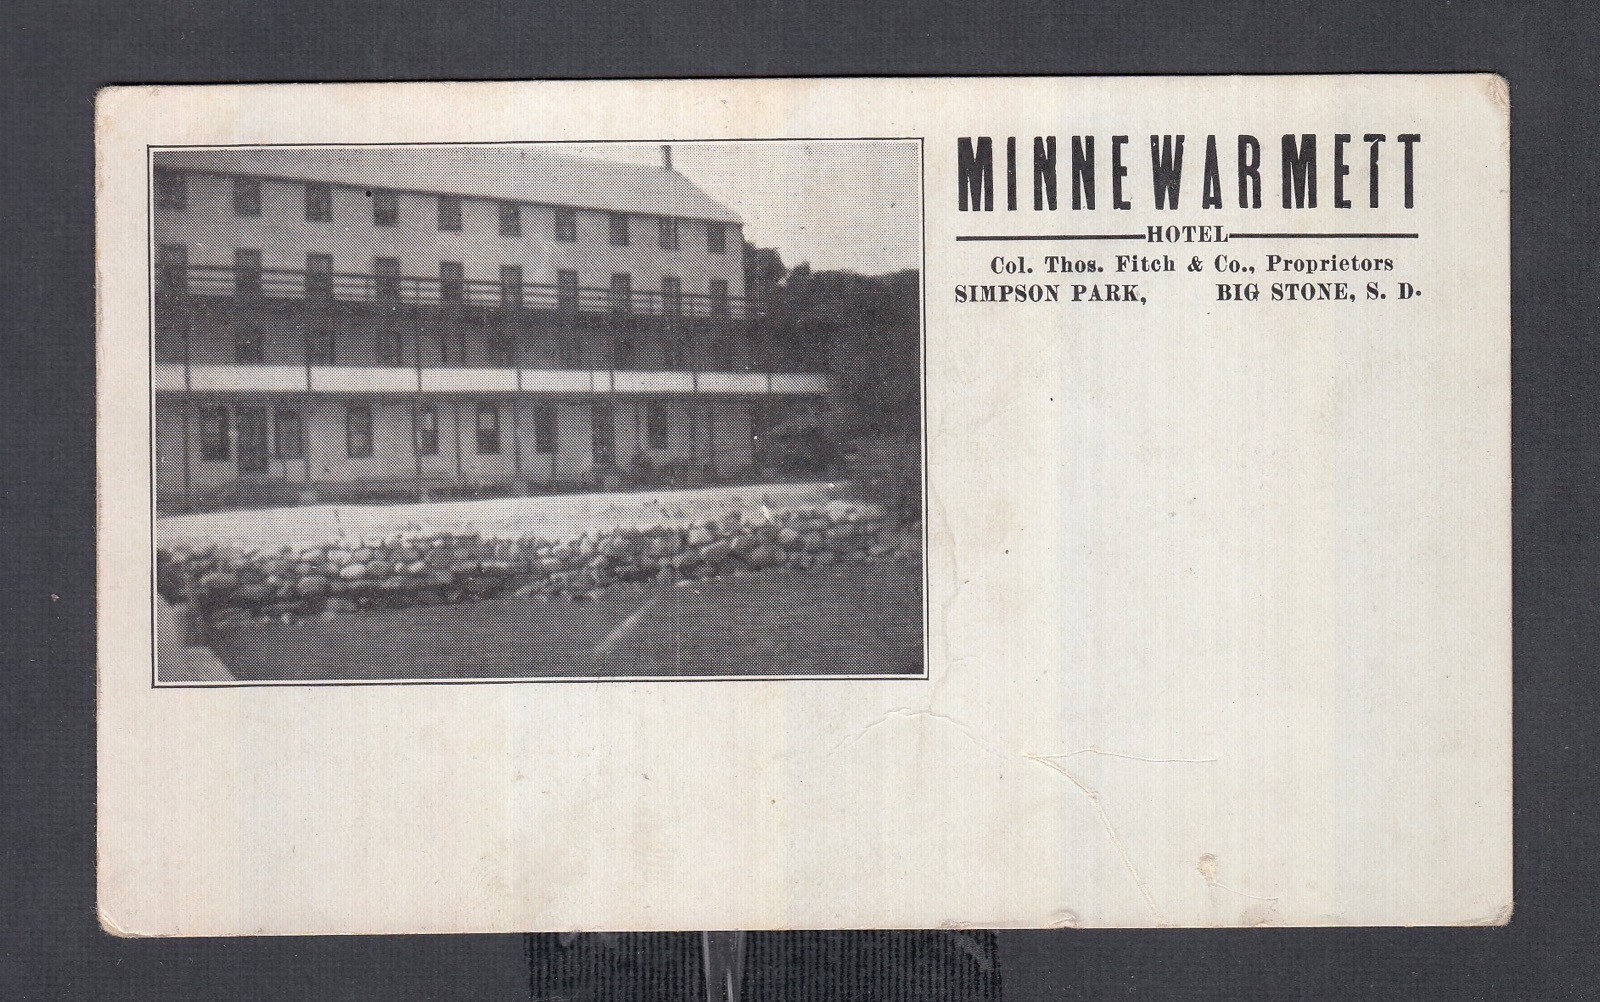 MINNEWARMETT
HOTEL
Col. Thos. Fitch & Co., Proprietors
SIMPSON PARK, BIG STONE, S. D.